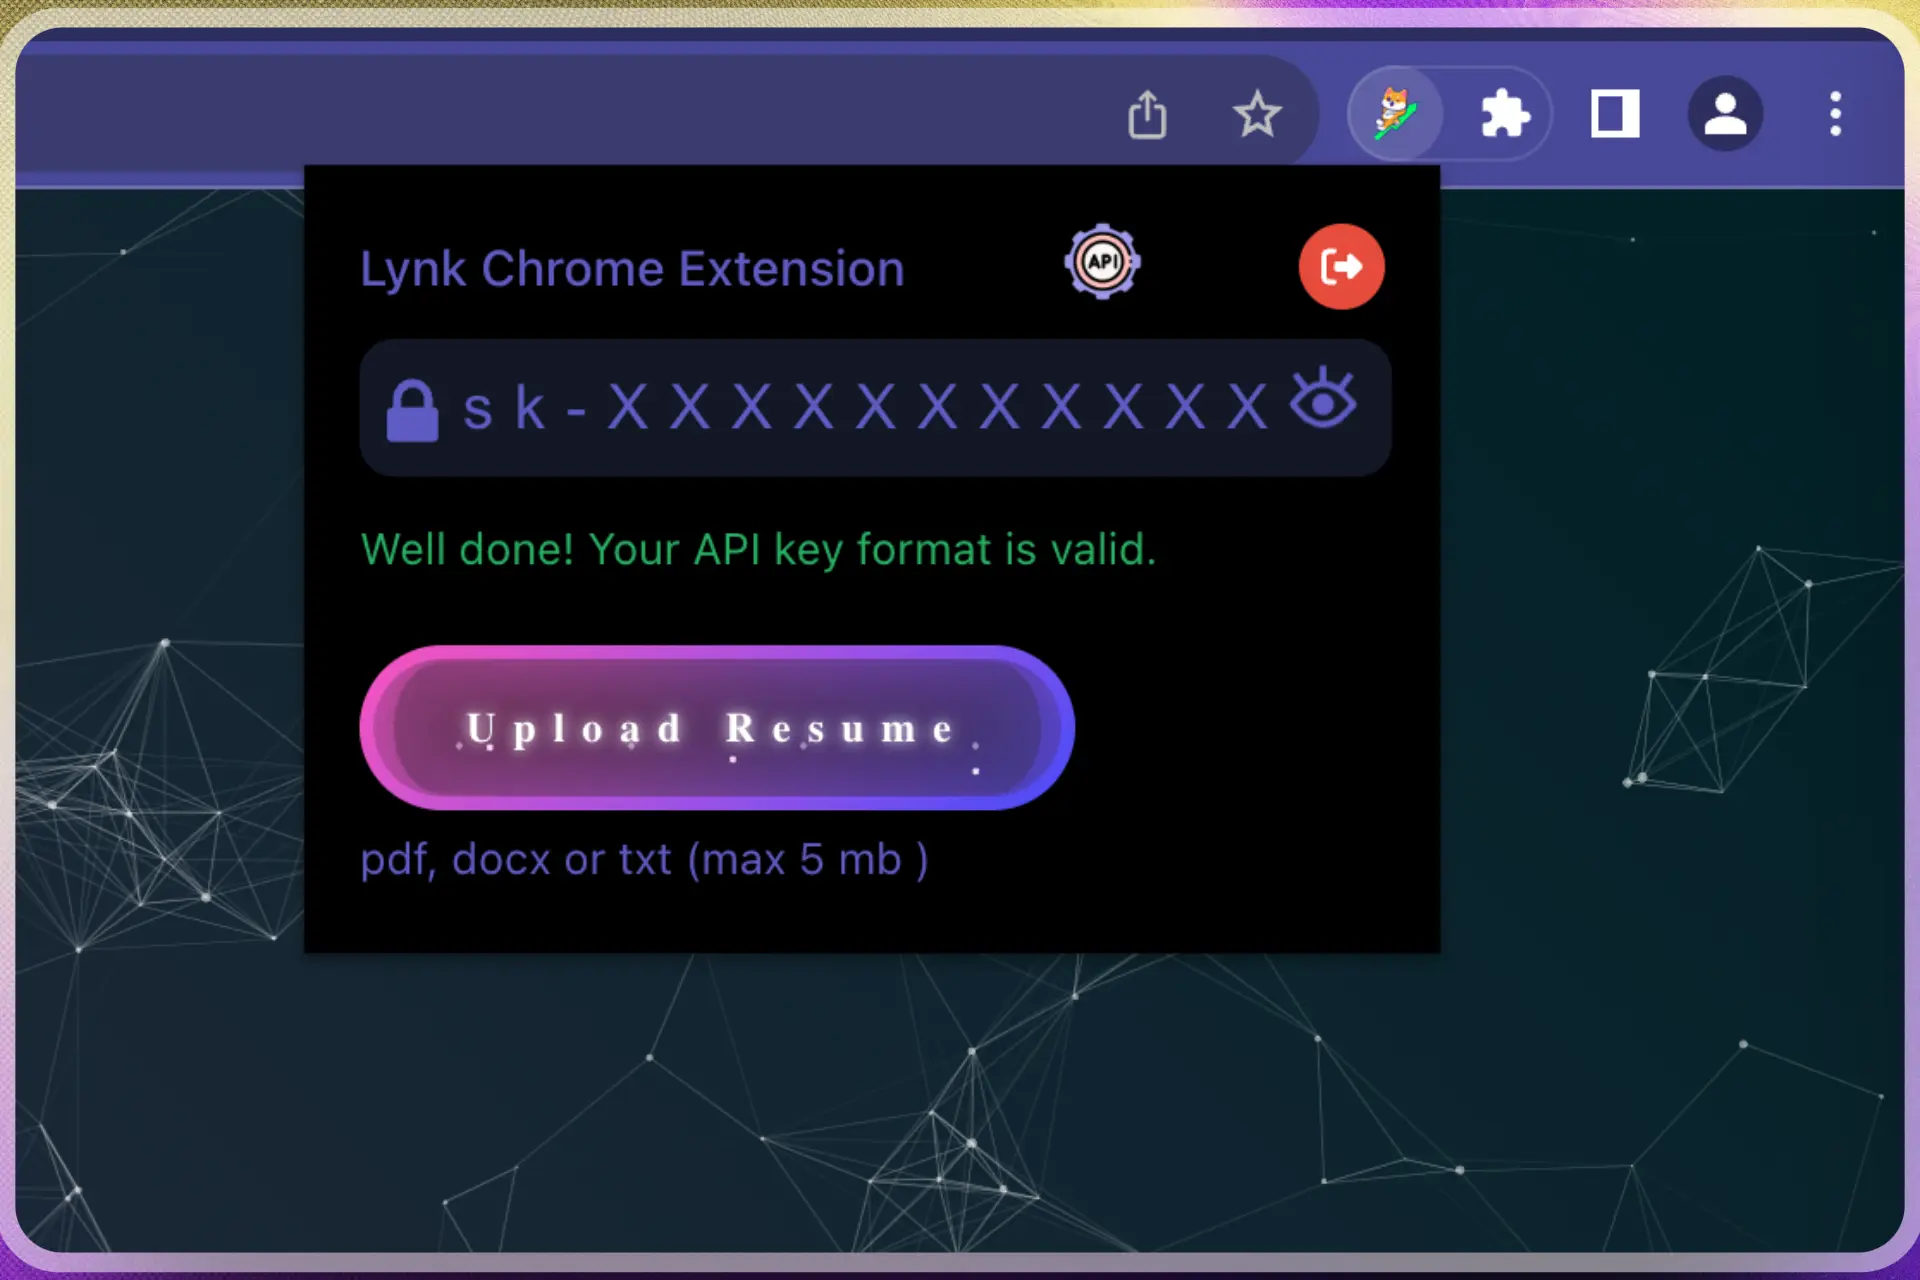 Lynk Chrome Extension
API
sk-XXXXXXXXXXX
Well done! Your API key format is valid.
Upload Resume
pdf, docx or txt (max 5 mb )